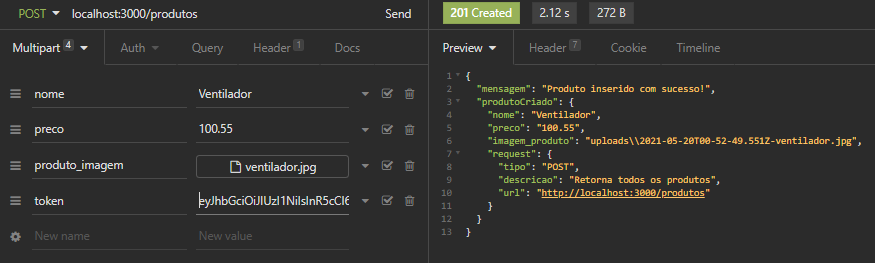 POST localhost:3000/produtos Send
201 Created 2.12 s 272 B
Multipart 4 Auth Query Header 1 Docs
Preview Header 7 Cookie Timeline
nome Ventilador
preco 100.55
produto_imagem ventilador.jpg
token eyJhbGciOiJIUzI1NiIsInR5cCI6
New name New value
1 {
2 "mensagem": "Produto inserido com sucesso!",
3 "produtoCriado": {
4 "nome": "Ventilador",
5 "preco": "100.55",
6 "imagem_produto": "uploads\\2021-05-20T00-52-49.551Z-ventilador.jpg",
7 "request": {
8 "tipo": "POST",
9 "descricao": "Retorna todos os produtos",
10 "url": "http://localhost:3000/produtos"
11 }
12 }
13 }